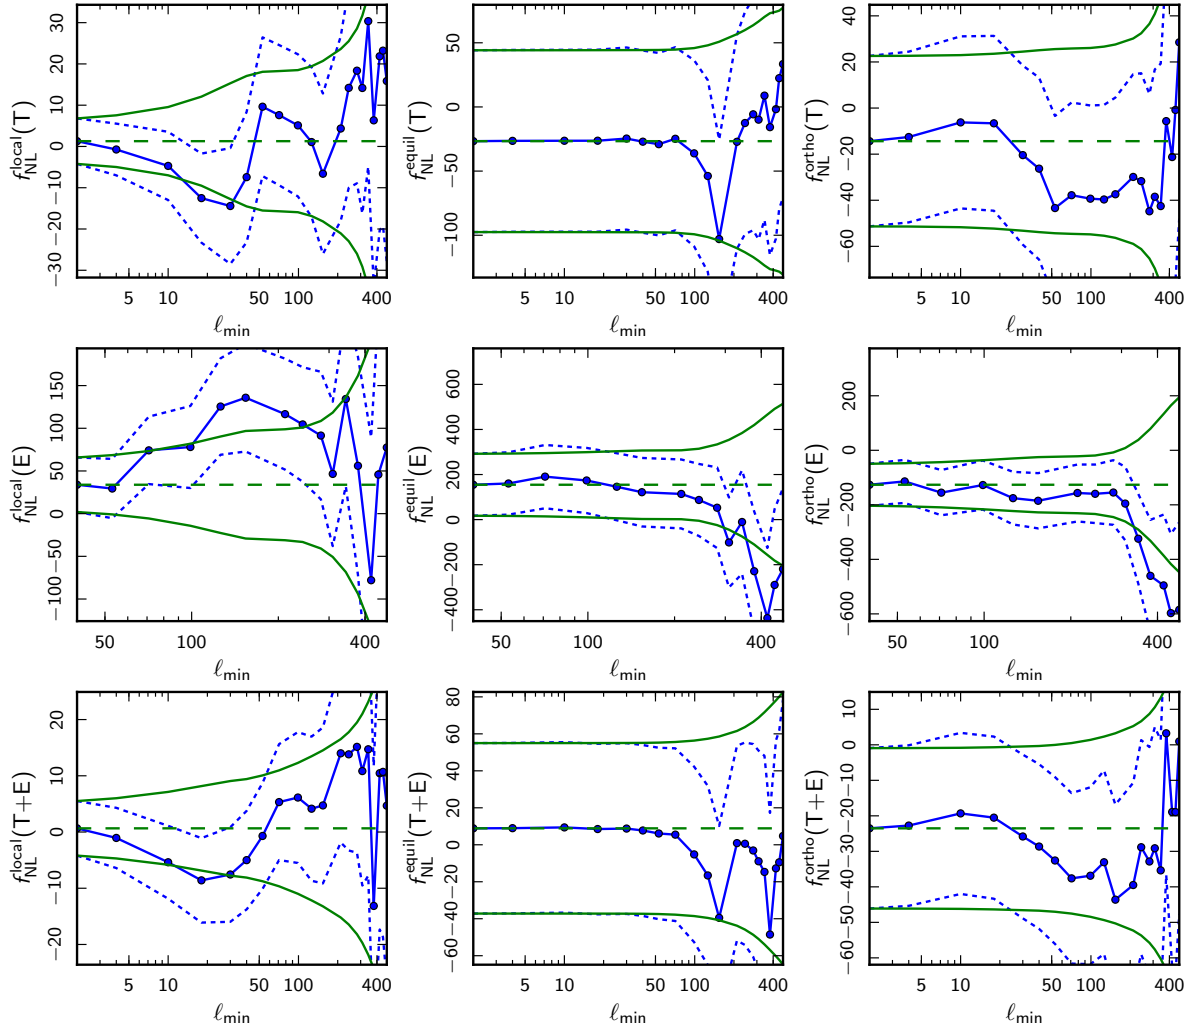 f_NL^local(T)
30
20
10
0
−10
−20
−30
5 10 50 100 400
ℓ_min
f_NL^equil(T)
50
0
−50
−100
5 10 50 100 400
ℓ_min
f_NL^ortho(T)
40
20
0
−20
−40
−60
5 10 50 100 400
ℓ_min
f_NL^local(E)
150
100
50
0
−50
−100
50 100 400
ℓ_min
f_NL^equil(E)
600
400
200
0
−200
−400
50 100 400
ℓ_min
f_NL^ortho(E)
200
0
−200
−400
−600
50 100 400
ℓ_min
f_NL^local(T+E)
20
10
0
−10
−20
5 10 50 100 400
ℓ_min
f_NL^equil(T+E)
80
60
40
20
0
−20
−40
−60
5 10 50 100 400
ℓ_min
f_NL^ortho(T+E)
10
0
−10
−20
−30
−40
−50
−60
5 10 50 100 400
ℓ_min